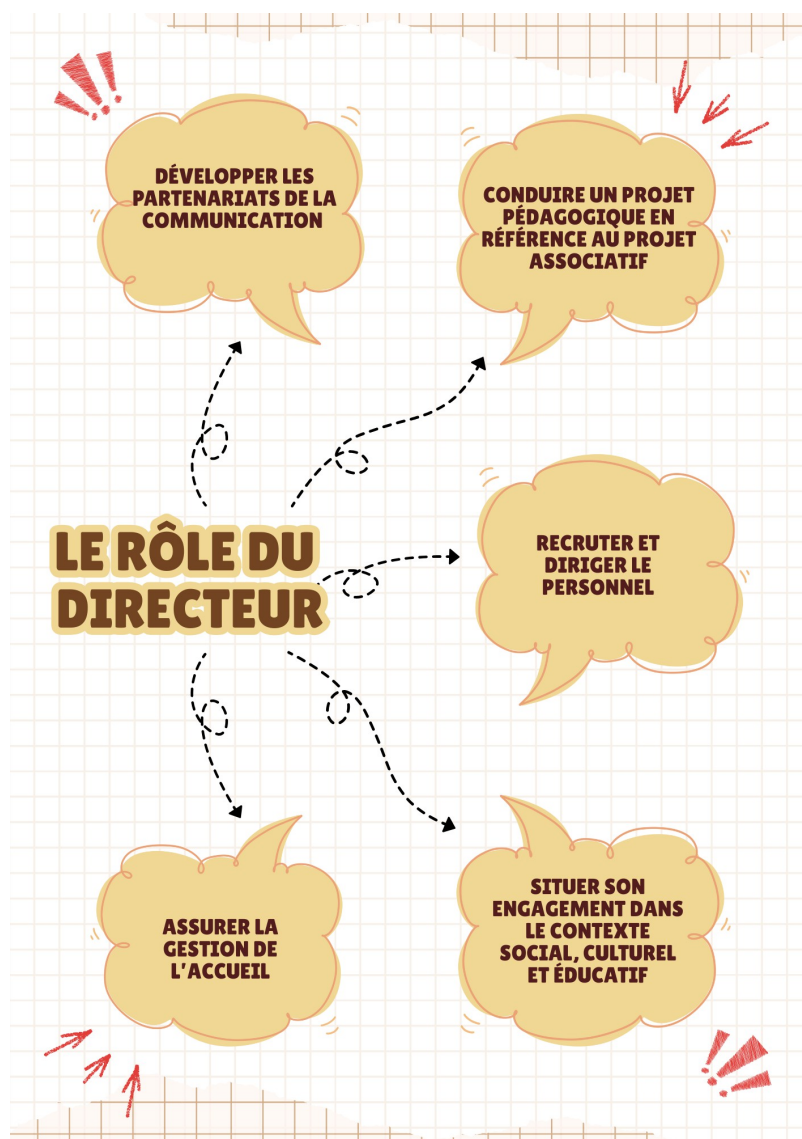 DÉVELOPPER LES
PARTENARIATS DE LA
COMMUNICATION
CONDUIRE UN PROJET
PÉDAGOGIQUE EN
RÉFÉRENCE AU PROJET
ASSOCIATIF
LE RÔLE DU
DIRECTEUR
RECRUTER ET
DIRIGER LE
PERSONNEL
ASSURER LA
GESTION DE
L'ACCUEIL
SITUER SON
ENGAGEMENT DANS
LE CONTEXTE
SOCIAL, CULTUREL
ET ÉDUCATIF